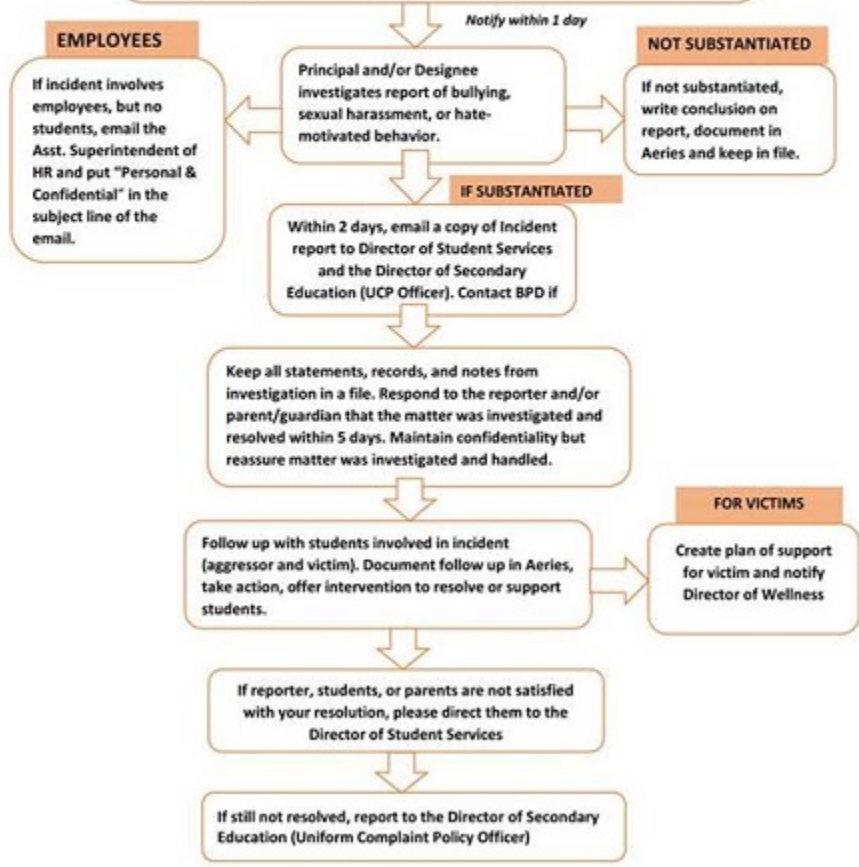 Notify within 1 day
EMPLOYEES
If incident involves
employees, but no
students, email the
Asst. Superintendent of
HR and put "Personal &
Confidential" in the
subject line of the
email.
Principal and/or Designee
investigates report of bullying,
sexual harassment, or hate-
motivated behavior.
NOT SUBSTANTIATED
If not substantiated,
write conclusion on
report, document in
Aeries and keep in file.
IF SUBSTANTIATED
Within 2 days, email a copy of Incident
report to Director of Student Services
and the Director of Secondary
Education (UCP Officer). Contact BPD if
Keep all statements, records, and notes from
investigation in a file. Respond to the reporter and/or
parent/guardian that the matter was investigated and
resolved within 5 days. Maintain confidentiality but
reassure matter was investigated and handled.
Follow up with students involved in incident
(aggressor and victim). Document follow up in Aeries,
take action, offer intervention to resolve or support
students.
FOR VICTIMS
Create plan of support
for victim and notify
Director of Wellness
If reporter, students, or parents are not satisfied
with your resolution, please direct them to the
Director of Student Services
If still not resolved, report to the Director of Secondary
Education (Uniform Complaint Policy Officer)